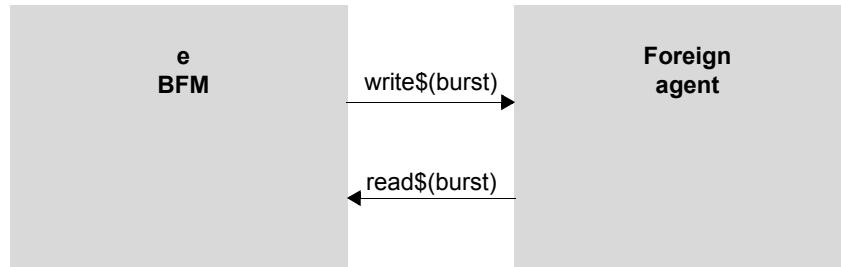 e
BFM
write$(burst)
read$(burst)
Foreign
agent